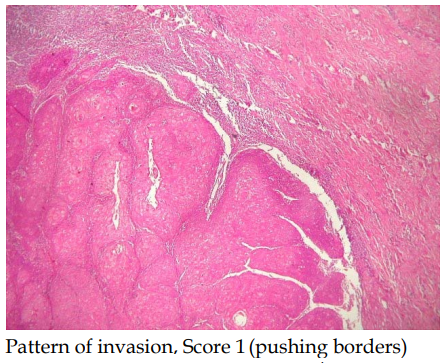 Pattern of invasion, Score 1 (pushing borders)